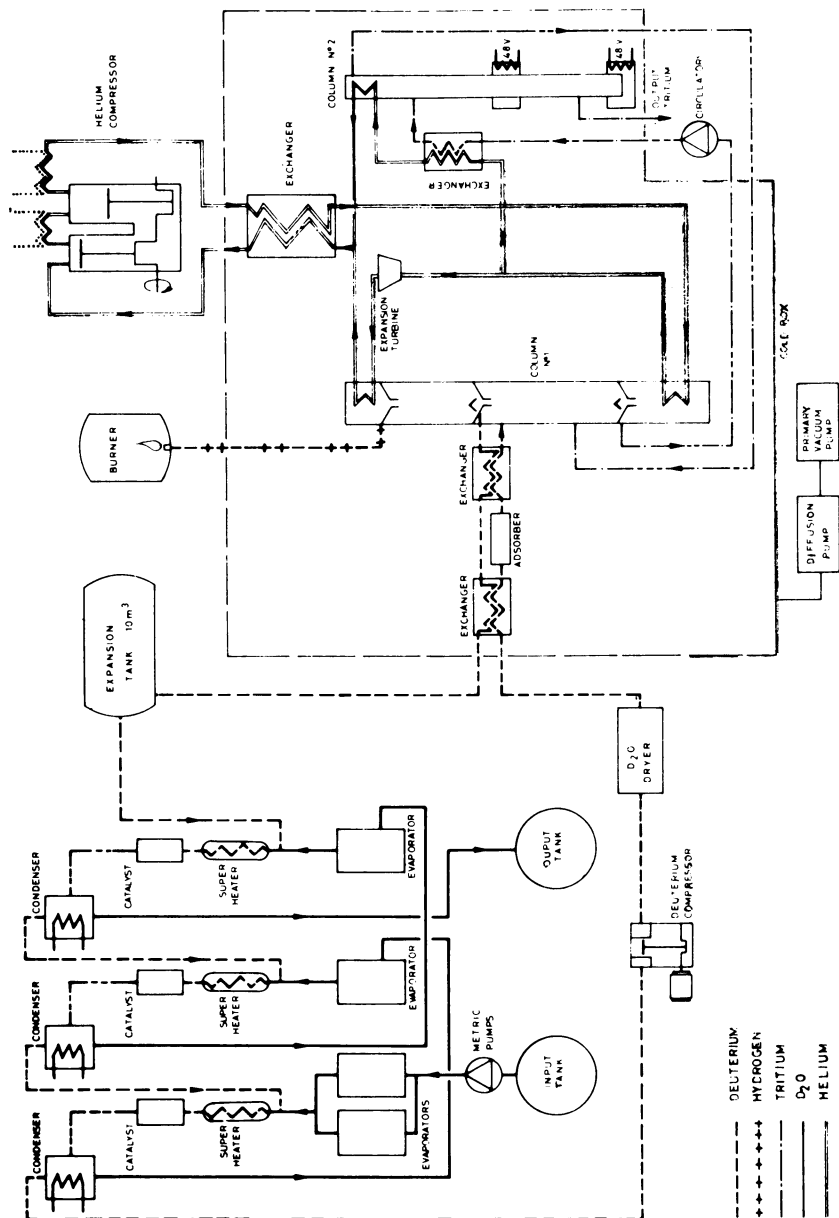 HELIUM
COMPRESSOR
COLUMN Nº 2
48 V
48 V
OUTPUT
TRITIUM
CIRCULATOR
EXCHANGER
EXCHANGER
EXPANSION
TURBINE
COLUMN
Nº1
BURNER
EXCHANGER
ADSORBER
EXCHANGER
COLD BOX
PRIMARY
VACUUM
PUMP
DIFFUSION
PUMP
EXPANSION
TANK 10m³
D₂O
DRYER
DEUTERIUM
COMPRESSOR
CONDENSER
CATALYST
SUPER
HEATER
EVAPORATOR
OUPUT
TANK
CONDENSER
CATALYST
SUPER
HEATER
EVAPORATOR
CONDENSER
CATALYST
SUPER
HEATER
EVAPORATORS
METRIC
PUMPS
INPUT
TANK
DEUTERIUM
HYDROGEN
TRITIUM
D₂O
HELIUM